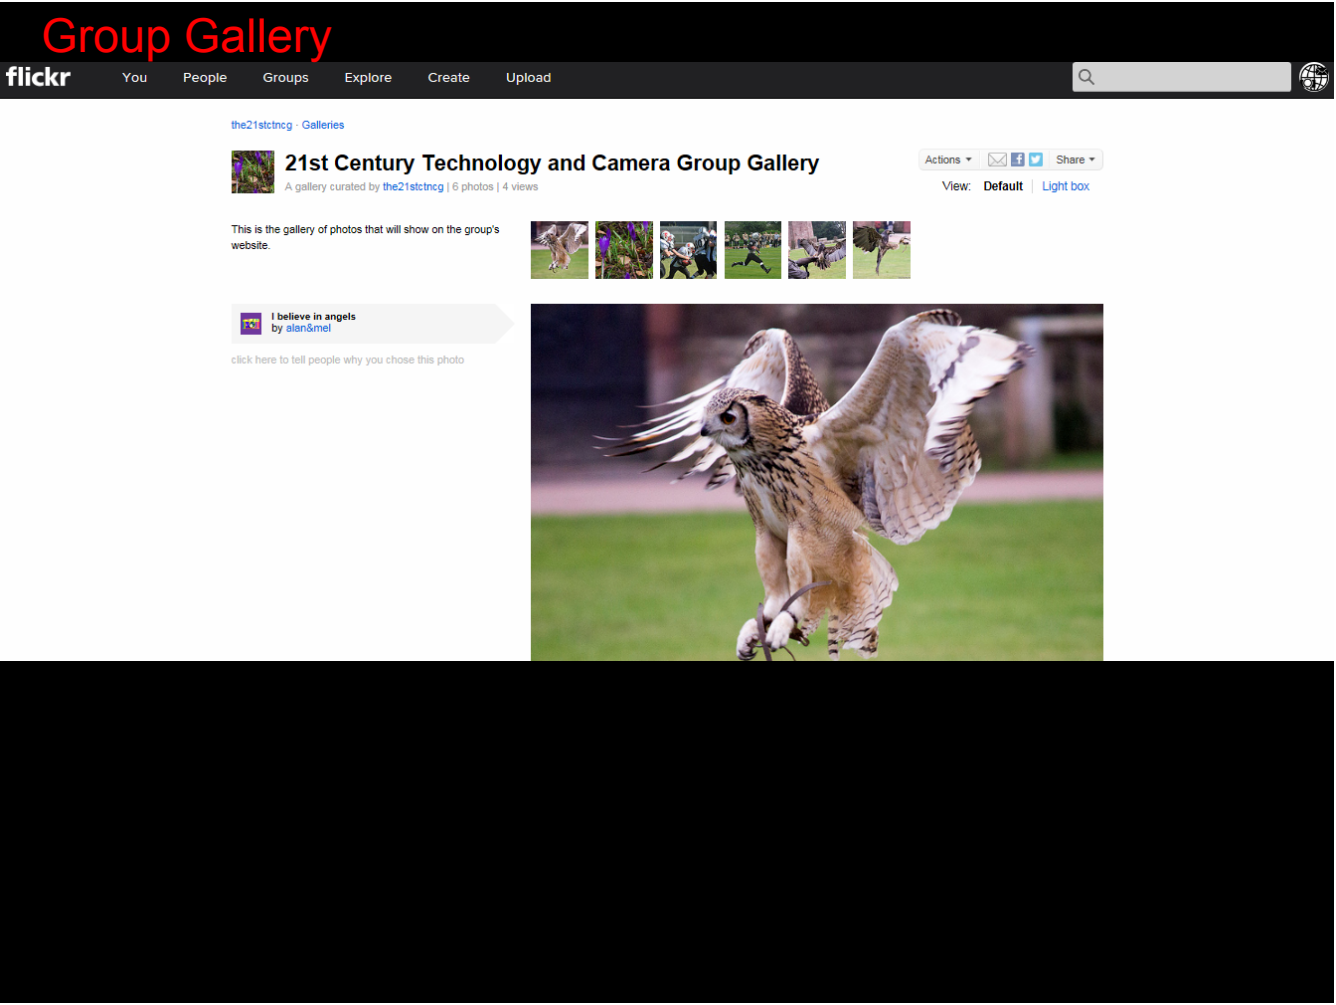 Group Gallery
flickr You People Groups Explore Create Upload
the21stctncg · Galleries
21st Century Technology and Camera Group Gallery
A gallery curated by the21stctncg | 6 photos | 4 views
Actions Share
View: Default Light box
This is the gallery of photos that will show on the group's
website.
I believe in angels
by alan&mel
click here to tell people why you chose this photo